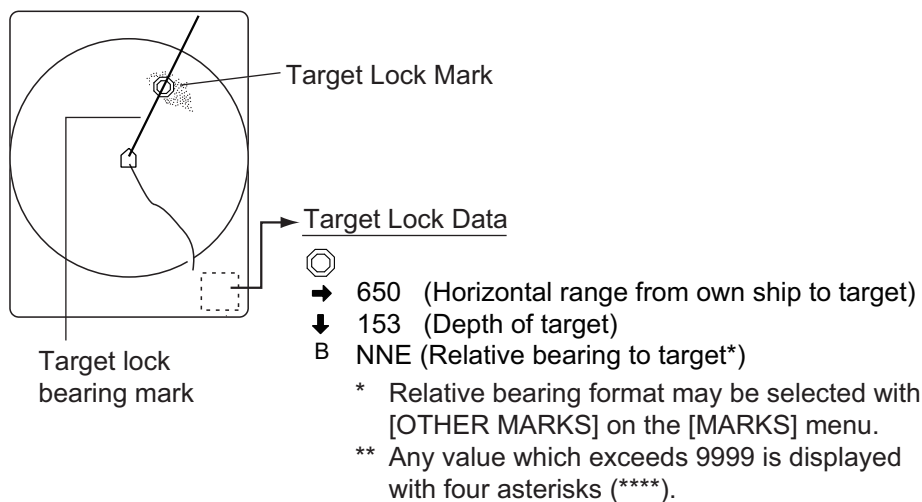 Target Lock Mark
Target Lock Data
➡ 650 (Horizontal range from own ship to target)
⬇ 153 (Depth of target)
B NNE (Relative bearing to target*)
* Relative bearing format may be selected with
[OTHER MARKS] on the [MARKS] menu.
** Any value which exceeds 9999 is displayed
with four asterisks (****).
Target lock
bearing mark